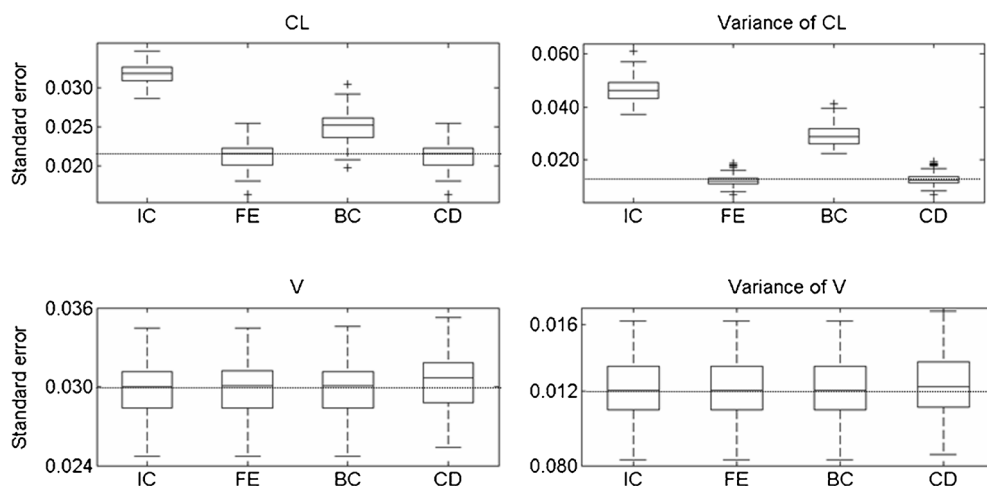 CL
Variance of CL
Standard error
0.030
0.025
0.020
0.060
0.040
0.020
IC FE BC CD
IC FE BC CD
V
Variance of V
Standard error
0.036
0.030
0.024
0.016
0.012
0.080
IC FE BC CD
IC FE BC CD